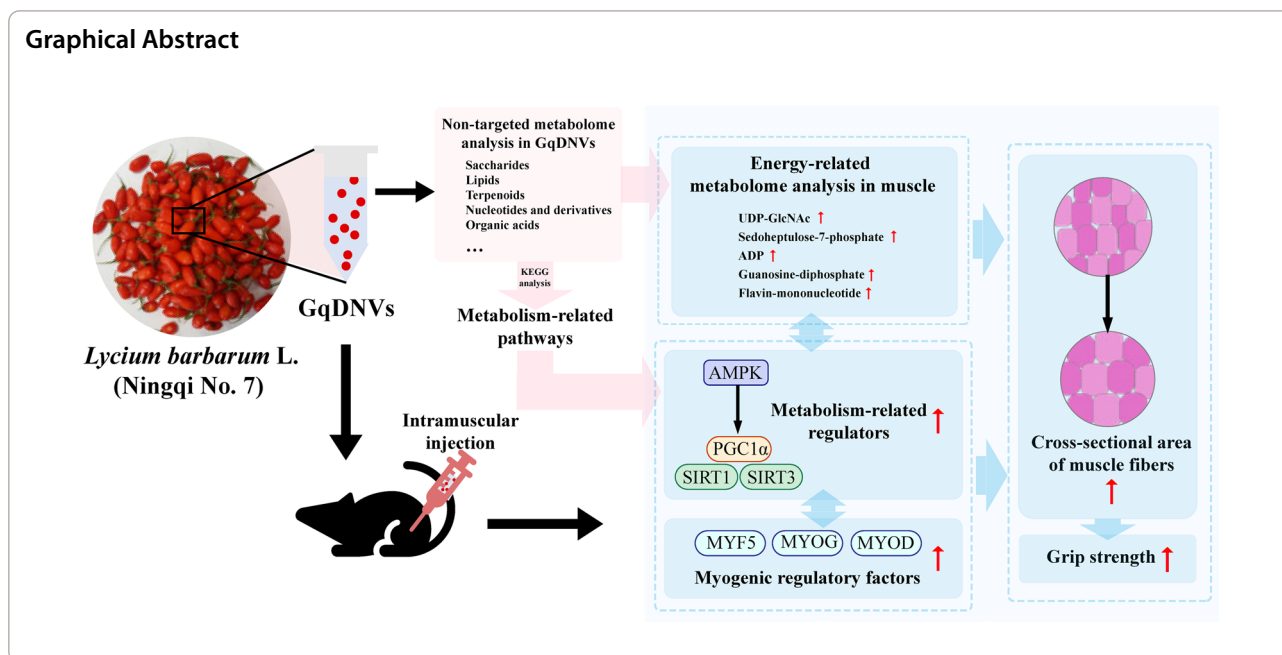 Graphical Abstract
Lycium barbarum L.
(Ningqi No. 7)
GqDNVs
Non-targeted metabolome
analysis in GqDNVs
Saccharides
Lipids
Terpenoids
Nucleotides and derivatives
Organic acids
...
KEGG
analysis
Metabolism-related
pathways
Intramuscular
injection
Energy-related
metabolome analysis in muscle
UDP-GlcNAc ↑
Sedoheptulose-7-phosphate ↑
ADP ↑
Guanosine-diphosphate ↑
Flavin-mononucleotide ↑
AMPK
PGC1α
SIRT1 SIRT3
Metabolism-related
regulators ↑
MYF5 MYOG MYOD
Myogenic regulatory factors ↑
Cross-sectional area
of muscle fibers
↑
Grip strength ↑